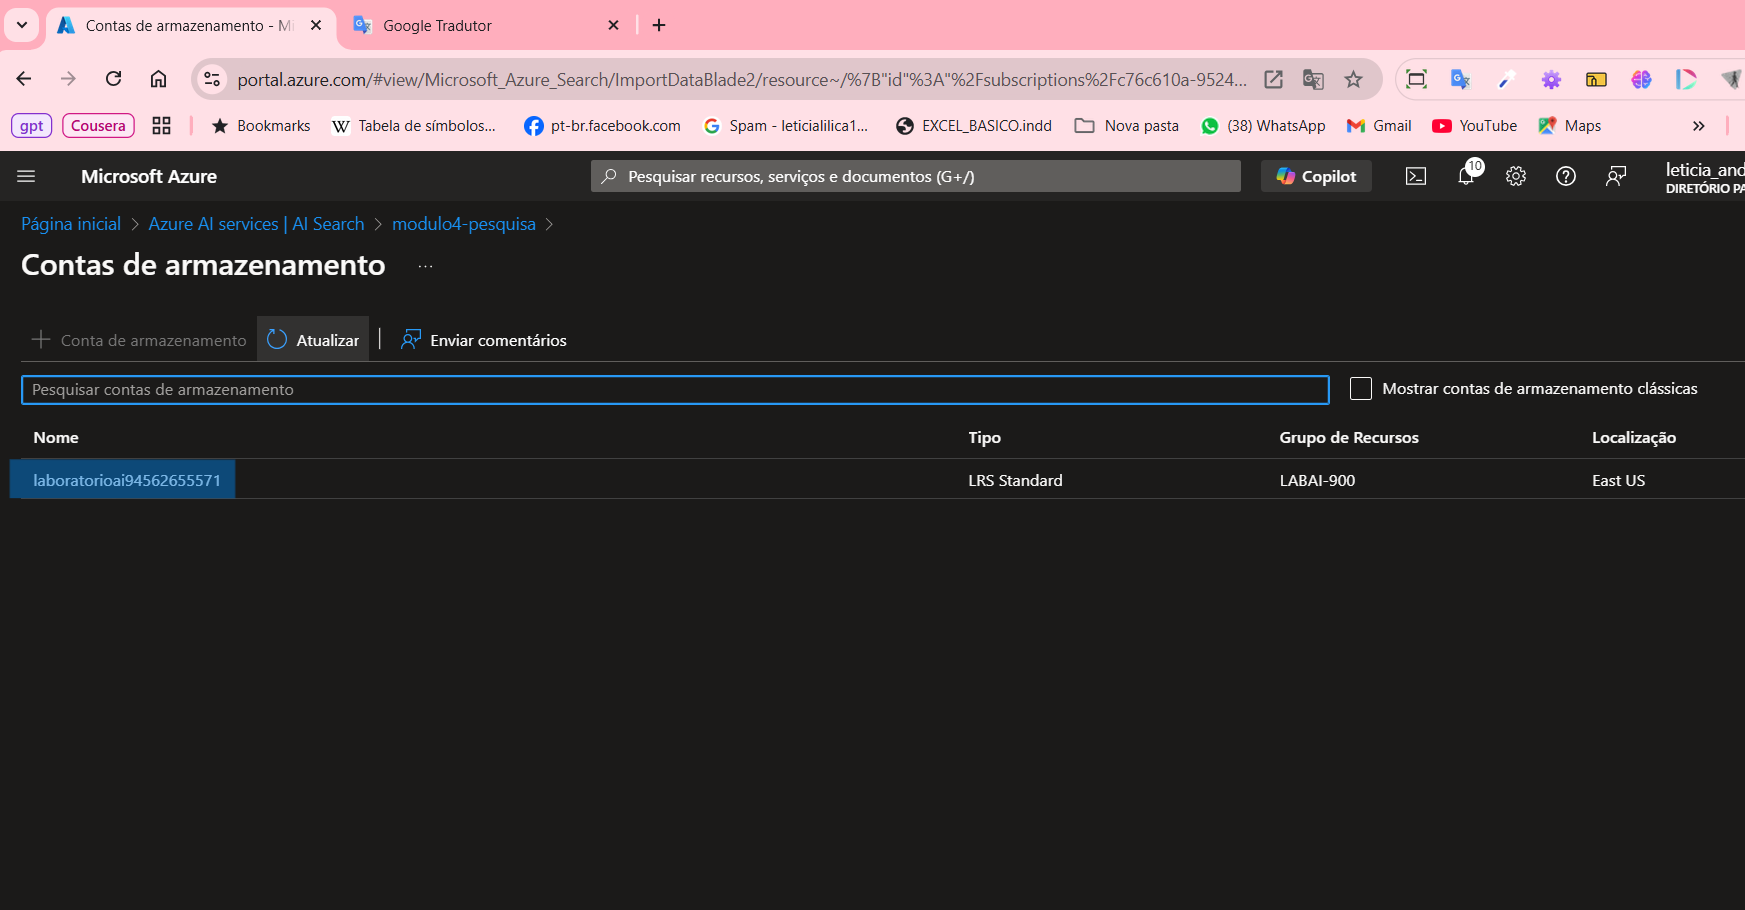 Contas de armazenamento - Mi
Google Tradutor
portal.azure.com/#view/Microsoft_Azure_Search/ImportDataBlade2/resource~/%7B"id"%3A"%2Fsubscriptions%2Fc76c610a-9524...
gpt Cousera Bookmarks Tabela de símbolos... pt-br.facebook.com Spam - leticialilica1... EXCEL_BASICO.indd Nova pasta (38) WhatsApp Gmail YouTube Maps
Microsoft Azure
Pesquisar recursos, serviços e documentos (G+/)
Copilot
10
leticia_and
DIRETÓRIO PA
Página inicial > Azure AI services | AI Search > modulo4-pesquisa >
Contas de armazenamento ...
+ Conta de armazenamento Atualizar | Enviar comentários
Pesquisar contas de armazenamento
Mostrar contas de armazenamento clássicas
Nome Tipo Grupo de Recursos Localização
laboratorioai94562655571 LRS Standard LABAI-900 East US